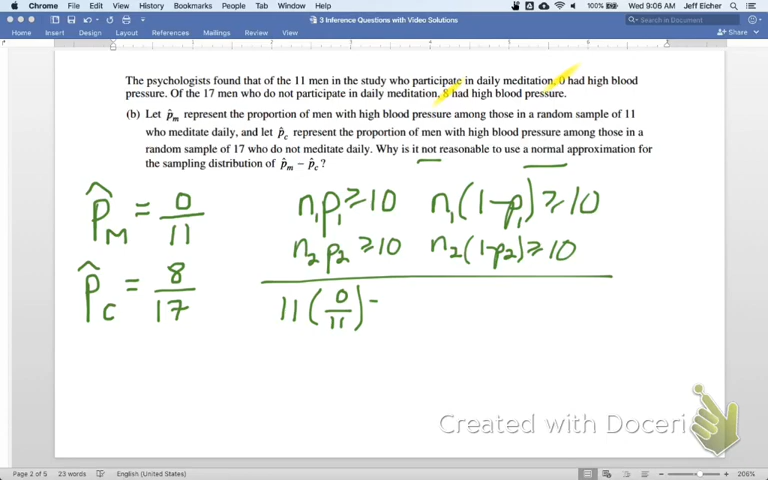 Chrome File Edit View History Bookmarks People Tab Window Help 100% Wed 9:06 AM Jeff Eicher
3 Inference Questions with Video Solutions
Search in Document
Home Insert Design Layout References Mailings Review View Share
The psychologists found that of the 11 men in the study who participate in daily meditation, 0 had high blood
pressure. Of the 17 men who do not participate in daily meditation, 8 had high blood pressure.
(b) Let p̂ₘ represent the proportion of men with high blood pressure among those in a random sample of 11
who meditate daily, and let p̂꜀ represent the proportion of men with high blood pressure among those in a
random sample of 17 who do not meditate daily. Why is it not reasonable to use a normal approximation for
the sampling distribution of p̂ₘ − p̂꜀?
p̂_M = 0/11 n₁p₁ ≥ 10 n₁(1-p₁) ≥ 10
n₂p₂ ≥ 10 n₂(1-p₂) ≥ 10
p̂_C = 8/17 11(0/11) -
Created with Doceri
Page 2 of 5 23 words English (United States) 206%